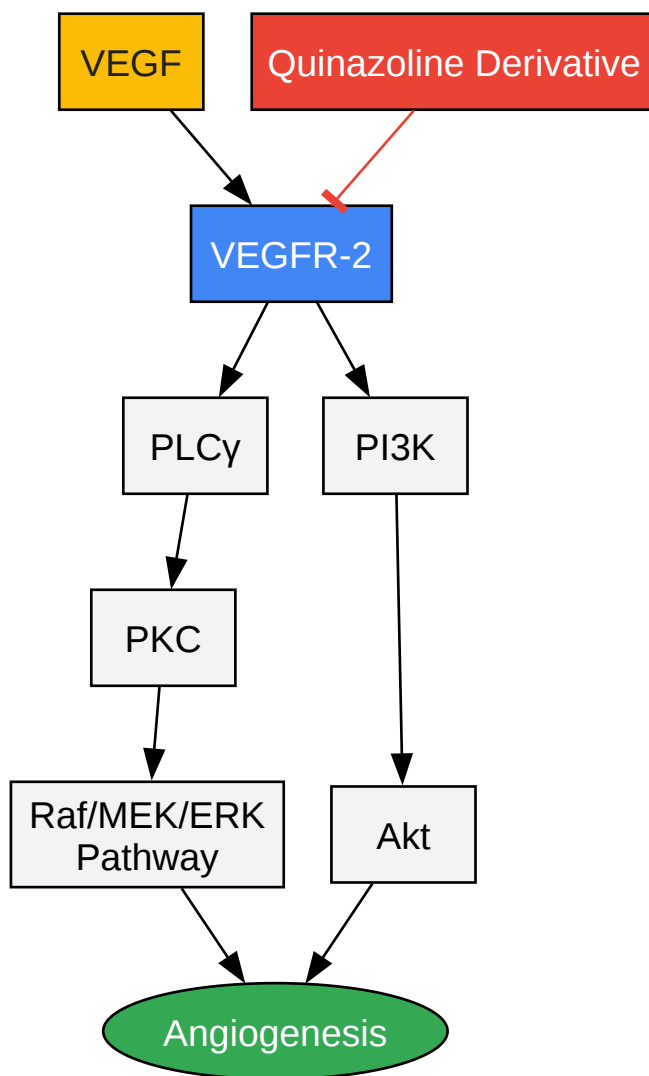 VEGF
Quinazoline Derivative
VEGFR-2
PLCγ
PI3K
PKC
Raf/MEK/ERK
Pathway
Akt
Angiogenesis